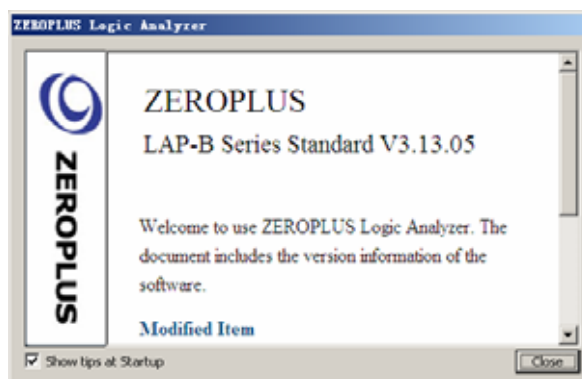 ZEROPLUS Logic Analyzer
ZEROPLUS
ZEROPLUS
LAP-B Series Standard V3.13.05
Welcome to use ZEROPLUS Logic Analyzer. The
document includes the version information of the
software.
Modified Item
Show tips at Startup
Close